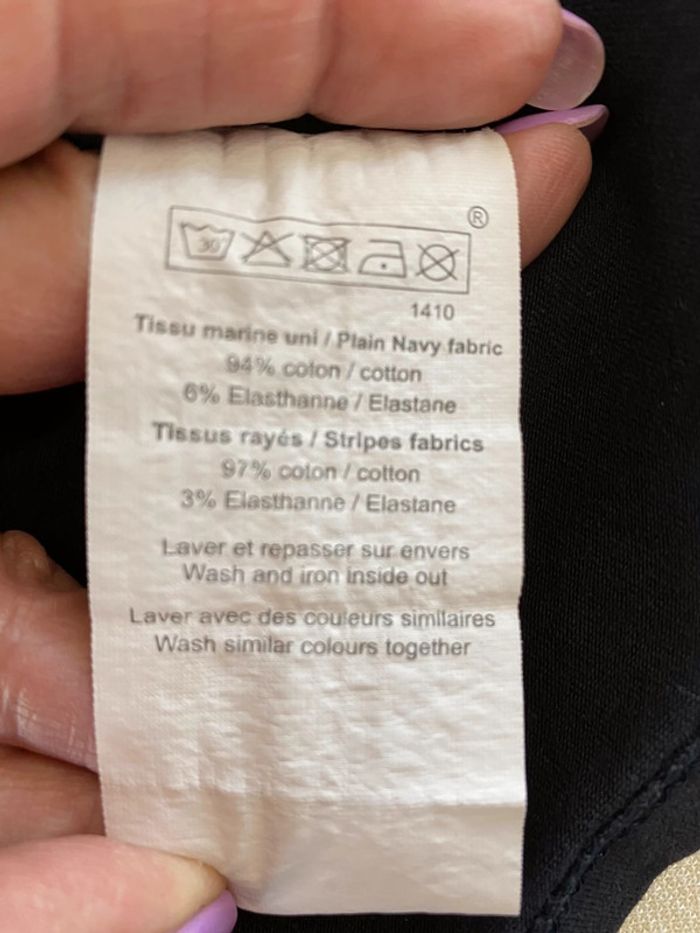 ®
30°
1410
Tissu marine uni / Plain Navy fabric
94% coton / cotton
6% Elasthanne / Elastane
Tissus rayés / Stripes fabrics
97% coton / cotton
3% Elasthanne / Elastane
Laver et repasser sur envers
Wash and iron inside out
Laver avec des couleurs similaires
Wash similar colours together